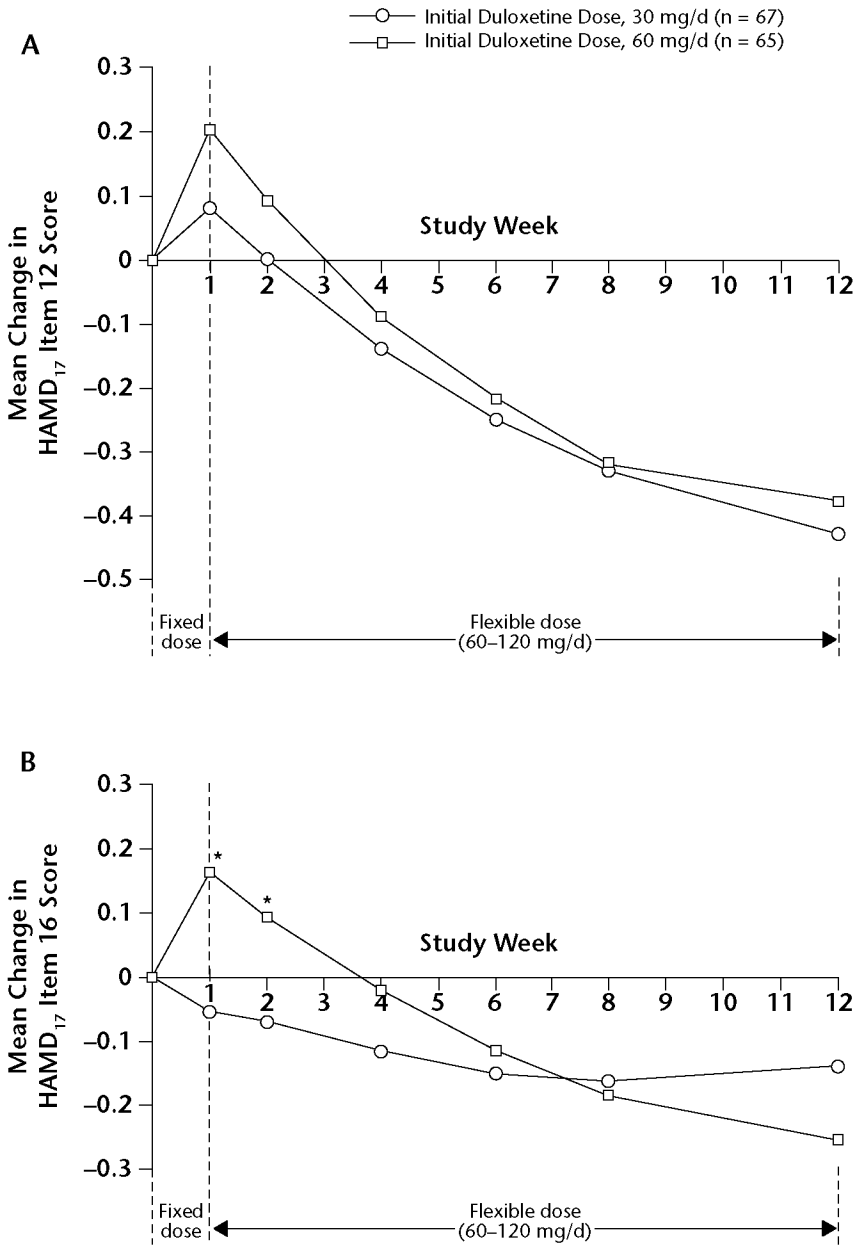 Initial Duloxetine Dose, 30 mg/d (n = 67)
Initial Duloxetine Dose, 60 mg/d (n = 65)
A
0.3
0.2
0.1
0
–0.1
–0.2
–0.3
–0.4
–0.5
Mean Change in
HAMD17 Item 12 Score
Study Week
1 2 3 4 5 6 7 8 9 10 11 12
Fixed
dose
Flexible dose
(60–120 mg/d)
B
0.3
0.2
0.1
0
–0.1
–0.2
–0.3
Mean Change in
HAMD17 Item 16 Score
*
*
Study Week
1 2 3 4 5 6 7 8 9 10 11 12
Fixed
dose
Flexible dose
(60–120 mg/d)